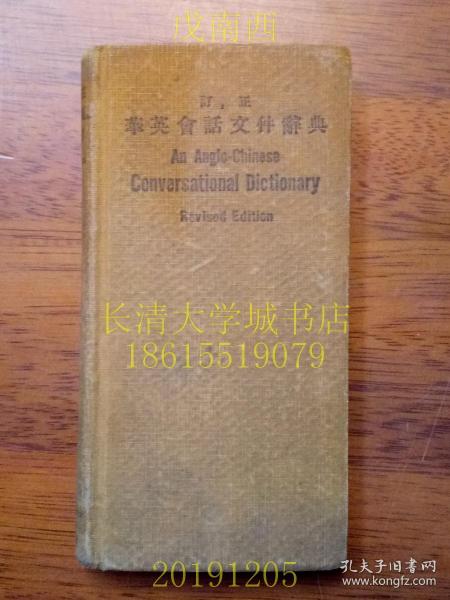 戊南西
訂正
華英會話文件辭典
An Anglo-Chinese
Conversational Dictionary
Revised Edition
长清大学城书店
18615519079
20191205
孔夫子旧书网
www.kongfz.com